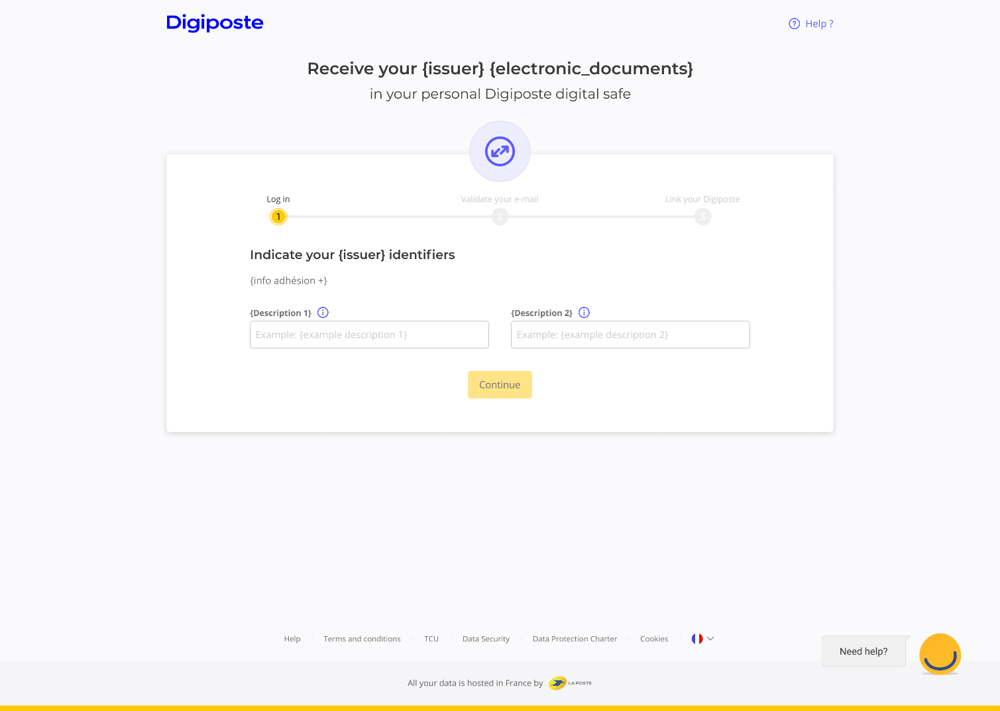 Digiposte
Help ?
Receive your {issuer} {electronic_documents}
in your personal Digiposte digital safe
Log in
Validate your e-mail
Link your Digiposte
1
2
3
Indicate your {issuer} identifiers
{info adhésion +}
{Description 1}
{Description 2}
Example: {example description 1}
Example: {example description 2}
Continue
Help
Terms and conditions
TCU
Data Security
Data Protection Charter
Cookies
Need help?
All your data is hosted in France by
LA POSTE